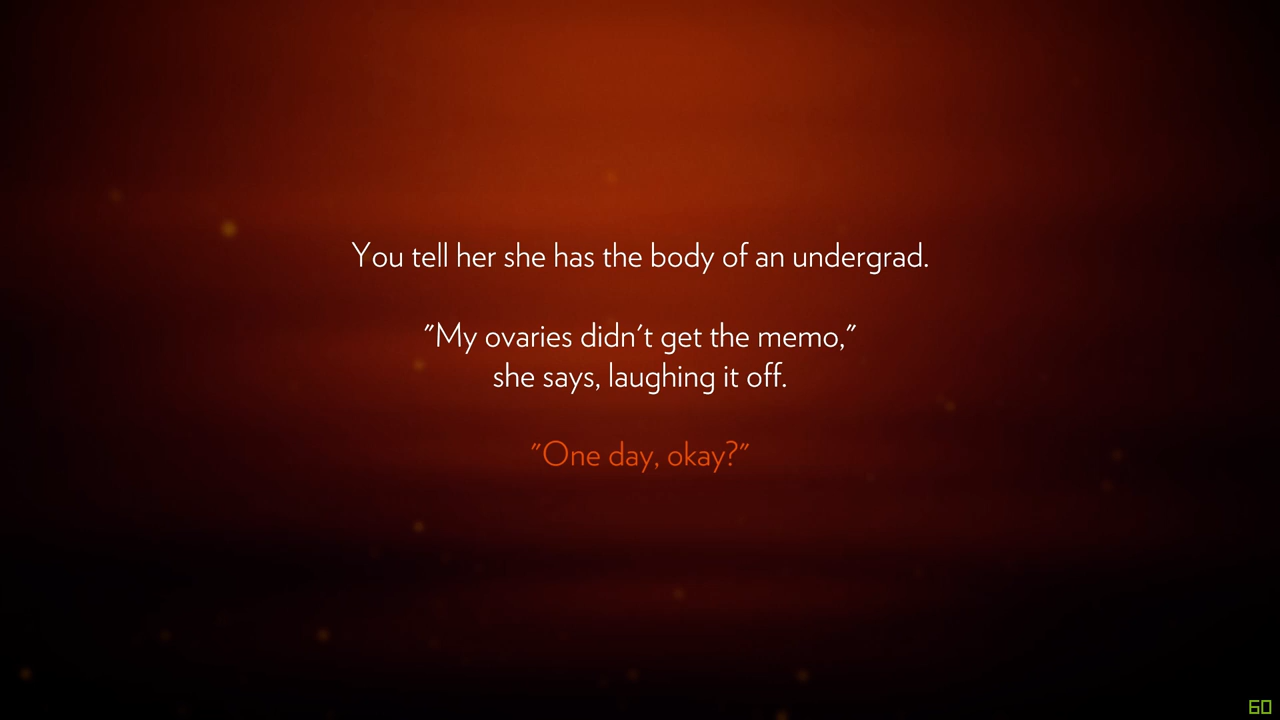 You tell her she has the body of an undergrad.
"My ovaries didn't get the memo,"
she says, laughing it off.
"One day, okay?"
60